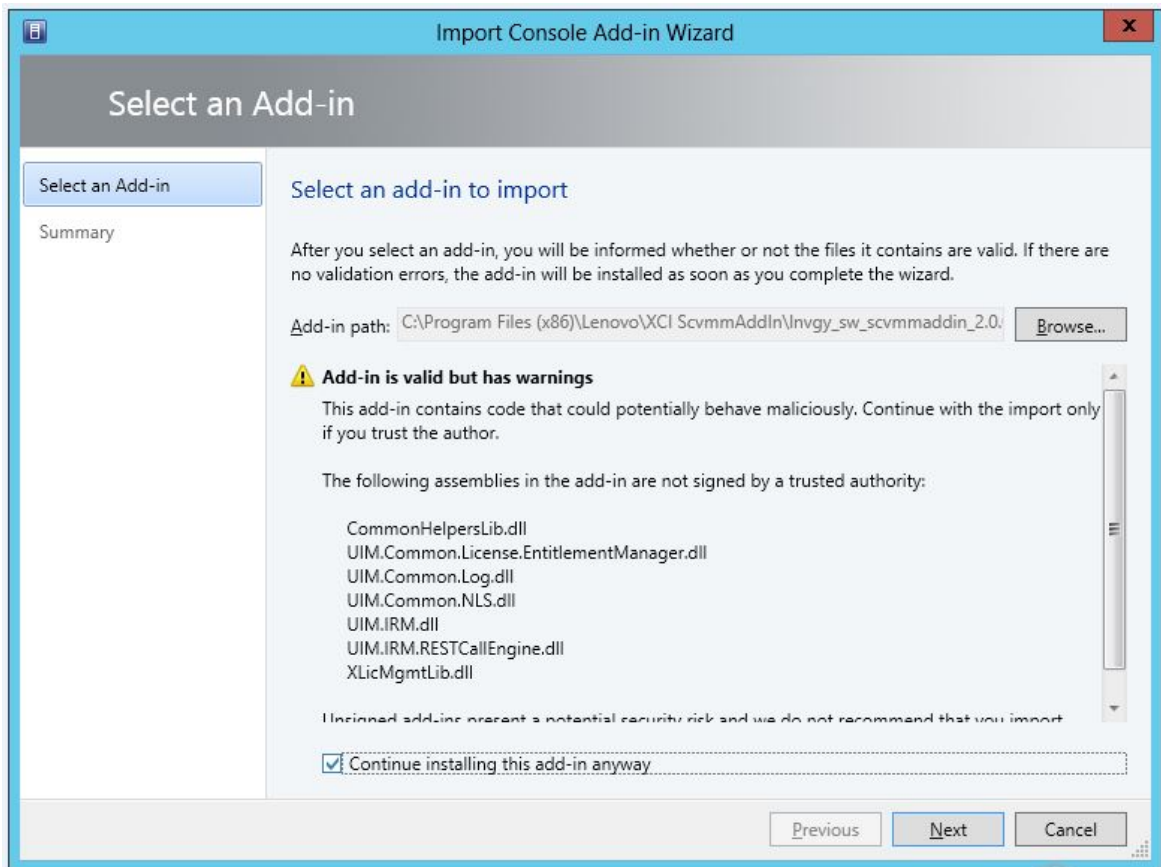 Import Console Add-in Wizard
x
Select an Add-in
Select an Add-in
Summary
Select an add-in to import
After you select an add-in, you will be informed whether or not the files it contains are valid. If there are
no validation errors, the add-in will be installed as soon as you complete the wizard.
Add-in path: C:\Program Files (x86)\Lenovo\XCI ScvmmAddIn\lnvgy_sw_scvmmaddin_2.0.
Browse...
Add-in is valid but has warnings
This add-in contains code that could potentially behave maliciously. Continue with the import only
if you trust the author.
The following assemblies in the add-in are not signed by a trusted authority:
CommonHelpersLib.dll
UIM.Common.License.EntitlementManager.dll
UIM.Common.Log.dll
UIM.Common.NLS.dll
UIM.IRM.dll
UIM.IRM.RESTCallEngine.dll
XLicMgmtLib.dll
Unsigned add-ins present a potential security risk and we do not recommend that you import
Continue installing this add-in anyway
Previous
Next
Cancel